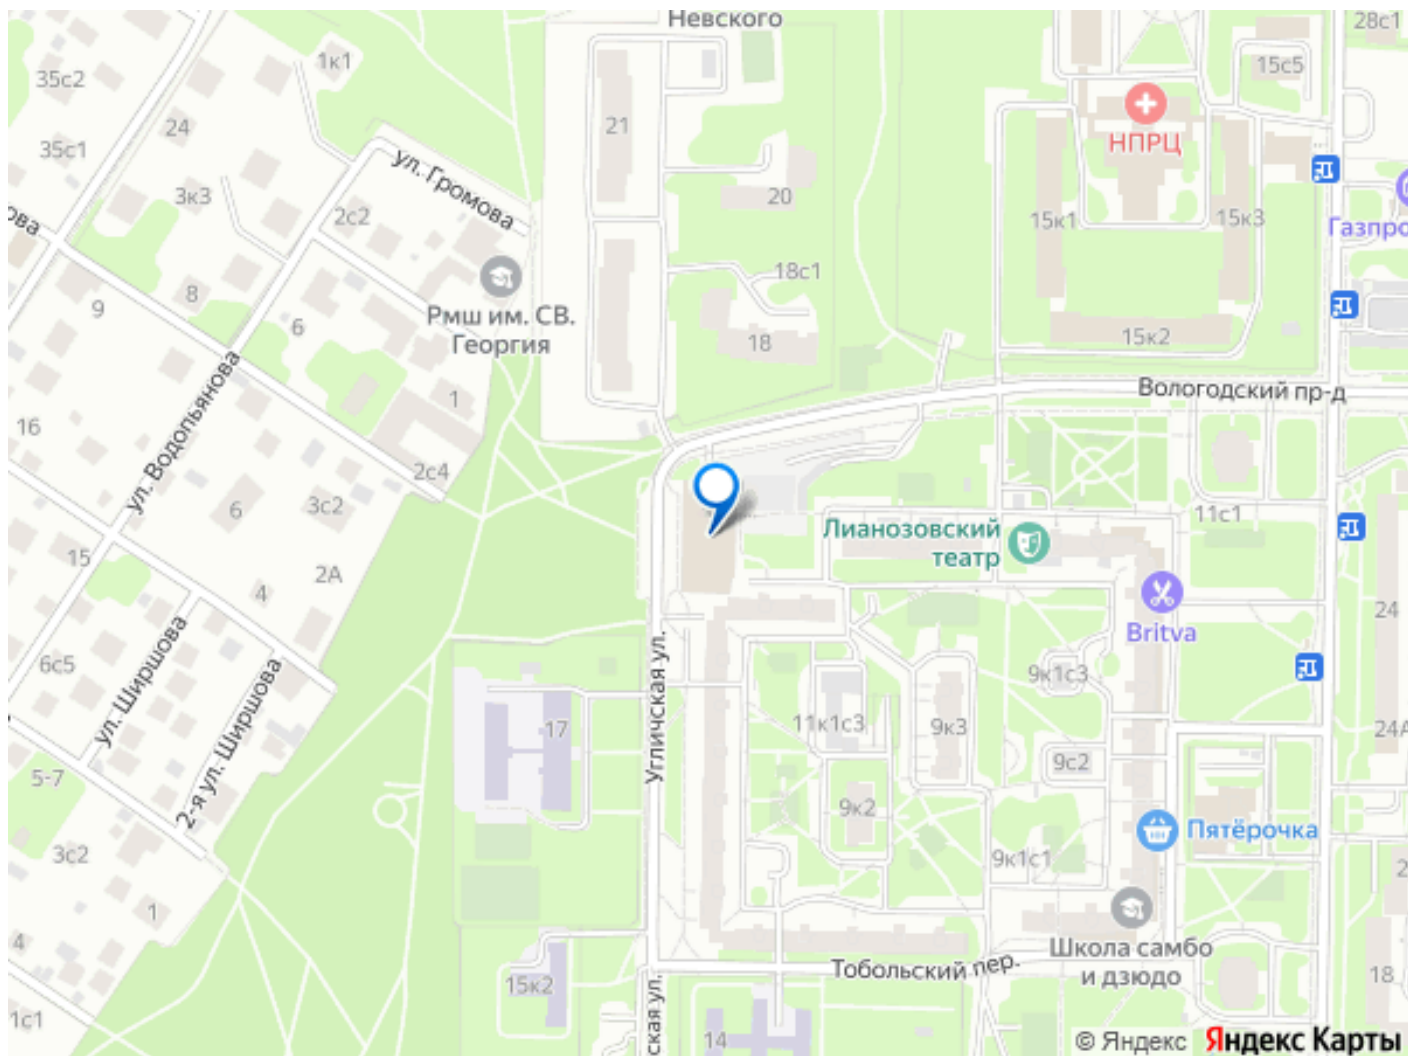 Невского
28с1
1к1
35с2
15с5
24
21
НПРЦ
35с1
ул. Громова
3к3
20
2с2
15к1
15к3
ова
Газпро
18с1
8
9
6
Рмш им. СВ.
Георгия
18
15к2
Вологодский пр-д
1
ул. Водопьянова
16
2с4
6
3с2
11с1
Лианозовский
театр
15
2А
4
24
Britva
ул. Ширшова
6с5
2-я ул. Ширшова
Угличская ул.
9к1с3
17
11к1с3
9к3
24А
5-7
9с2
9к2
Пятёрочка
3с2
9к1с1
2
1
4
Школа самбо
и дзюдо
Тобольский пер.
15к2
18
1с1
ская ул.
14
© Яндекс Яндекс Карты